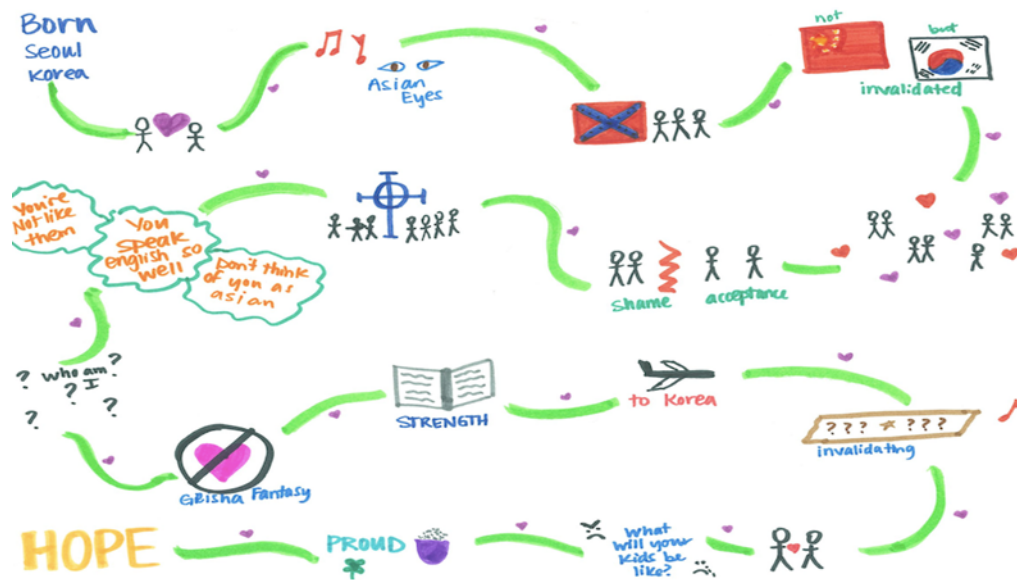 Born
Seoul
Korea
Asian
Eyes
not
but
invalidated
shame
acceptance
You're
Not like
them
You
speak
english so
well
Don't think
of you as
asian
? who am ?
? I
? ?
STRENGTH
to Korea
? ? ? ? ? ?
invalidating
GEisha Fantasy
What
will your
kids be
like?
PROUD
HOPE